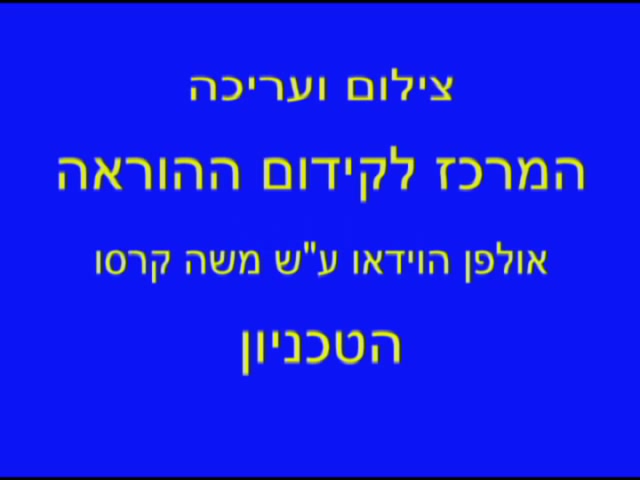 צילום ועריכה
המרכז לקידום ההוראה
אולפן הוידאו ע"ש משה קרסו
הטכניון